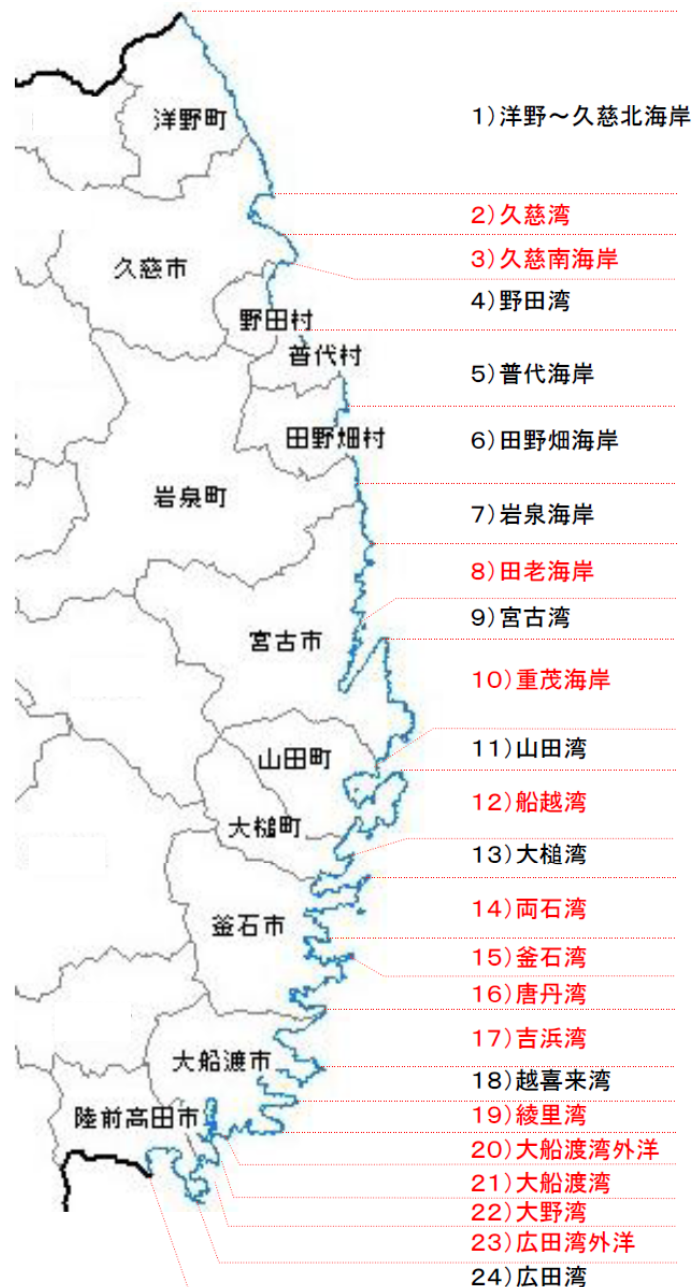 1)洋野～久慈北海岸
洋野町
2)久慈湾
3)久慈南海岸
久慈市
4)野田湾
野田村
普代村
5)普代海岸
6)田野畑海岸
田野畑村
岩泉町
7)岩泉海岸
8)田老海岸
9)宮古湾
宮古市
10)重茂海岸
11)山田湾
山田町
12)船越湾
大槌町
13)大槌湾
14)両石湾
釜石市
15)釜石湾
16)唐丹湾
17)吉浜湾
大船渡市
18)越喜来湾
19)綾里湾
陸前高田市
20)大船渡湾外洋
21)大船渡湾
22)大野湾
23)広田湾外洋
24)広田湾